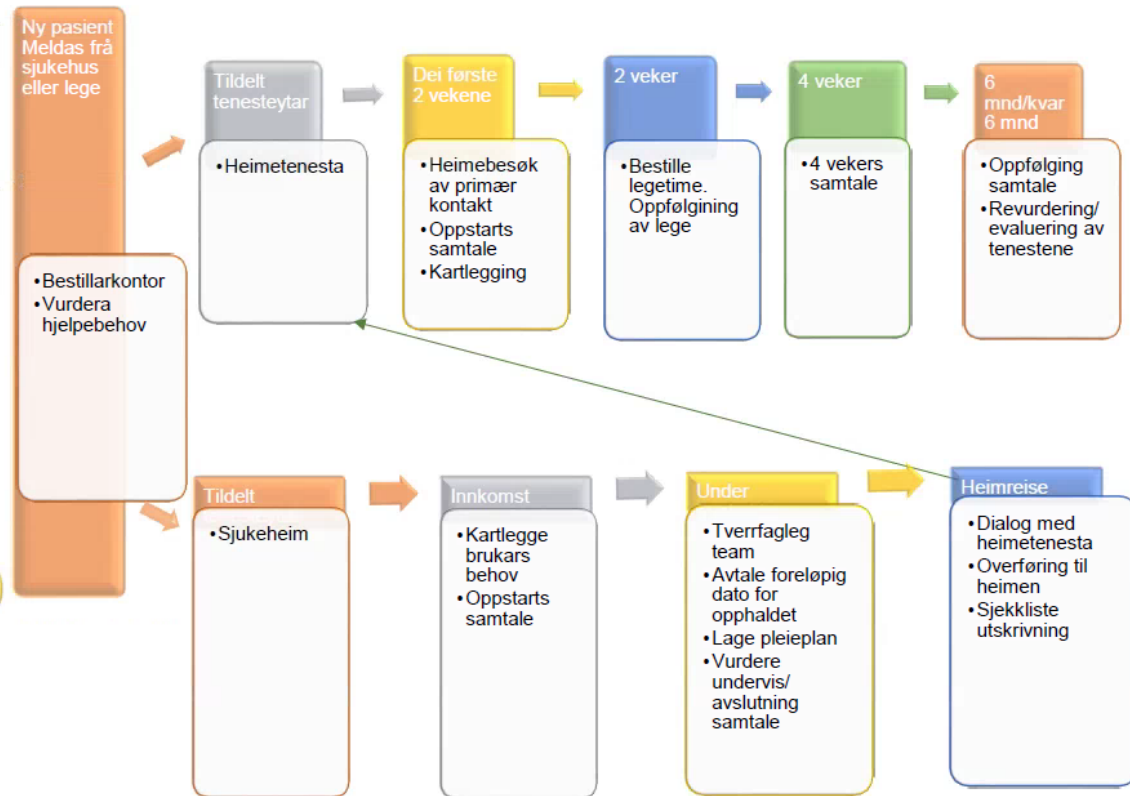 Ny pasient
Meldas frå
sjukehus
eller lege
•Bestillarkontor
•Vurdera
hjelpebehov
Tildelt
tenesteytar
•Heimetenesta
Dei første
2 vekene
•Heimebesøk
av primær
kontakt
•Oppstarts
samtale
•Kartlegging
2 veker
•Bestille
legetime.
Oppfølgining
av lege
4 veker
•4 vekers
samtale
6
mnd/kvar
6 mnd
•Oppfølging
samtale
•Revurdering/
evaluering av
tenestene
Tildelt
•Sjukeheim
Innkomst
•Kartlegge
brukars
behov
•Oppstarts
samtale
Under
•Tverrfagleg
team
•Avtale foreløpig
dato for
opphaldet
•Lage pleieplan
•Vurdere
undervis/
avslutning
samtale
Heimreise
•Dialog med
heimetenesta
•Overføring til
heimen
•Sjekkliste
utskrivning